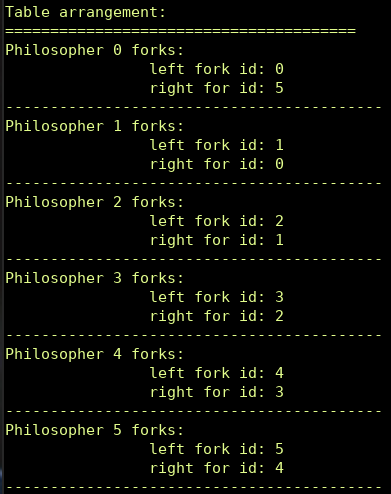 Table arrangement:
=======================================
Philosopher 0 forks:
left fork id: 0
right for id: 5
------------------------------------------
Philosopher 1 forks:
left fork id: 1
right for id: 0
------------------------------------------
Philosopher 2 forks:
left fork id: 2
right for id: 1
------------------------------------------
Philosopher 3 forks:
left fork id: 3
right for id: 2
------------------------------------------
Philosopher 4 forks:
left fork id: 4
right for id: 3
------------------------------------------
Philosopher 5 forks:
left fork id: 5
right for id: 4
------------------------------------------